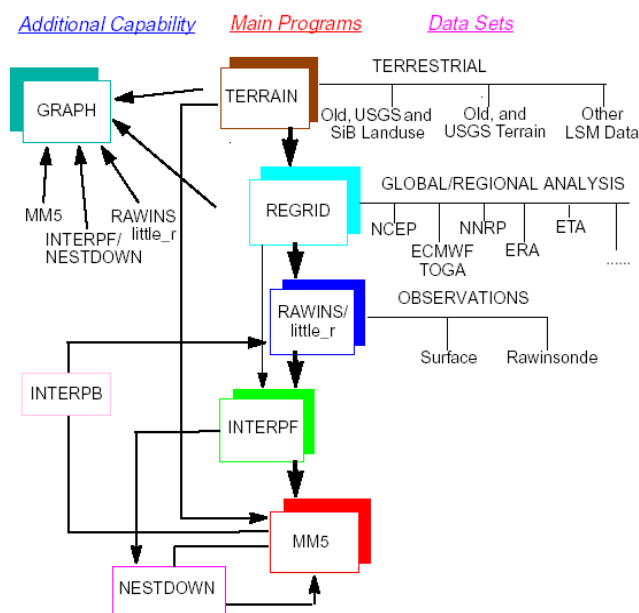 Additional Capability
Main Programs
Data Sets
GRAPH
TERRAIN
TERRESTRIAL
Old, USGS and
SiB Landuse
Old, and
USGS Terrain
Other
LSM Data
MM5
INTERPF/
NESTDOWN
RAWINS
little_r
REGRID
GLOBAL/REGIONAL ANALYSIS
NCEP
ECMWF
TOGA
NNRP
ERA
ETA
......
RAWINS/
little_r
OBSERVATIONS
Surface
Rawinsonde
INTERPB
INTERPF
MM5
NESTDOWN